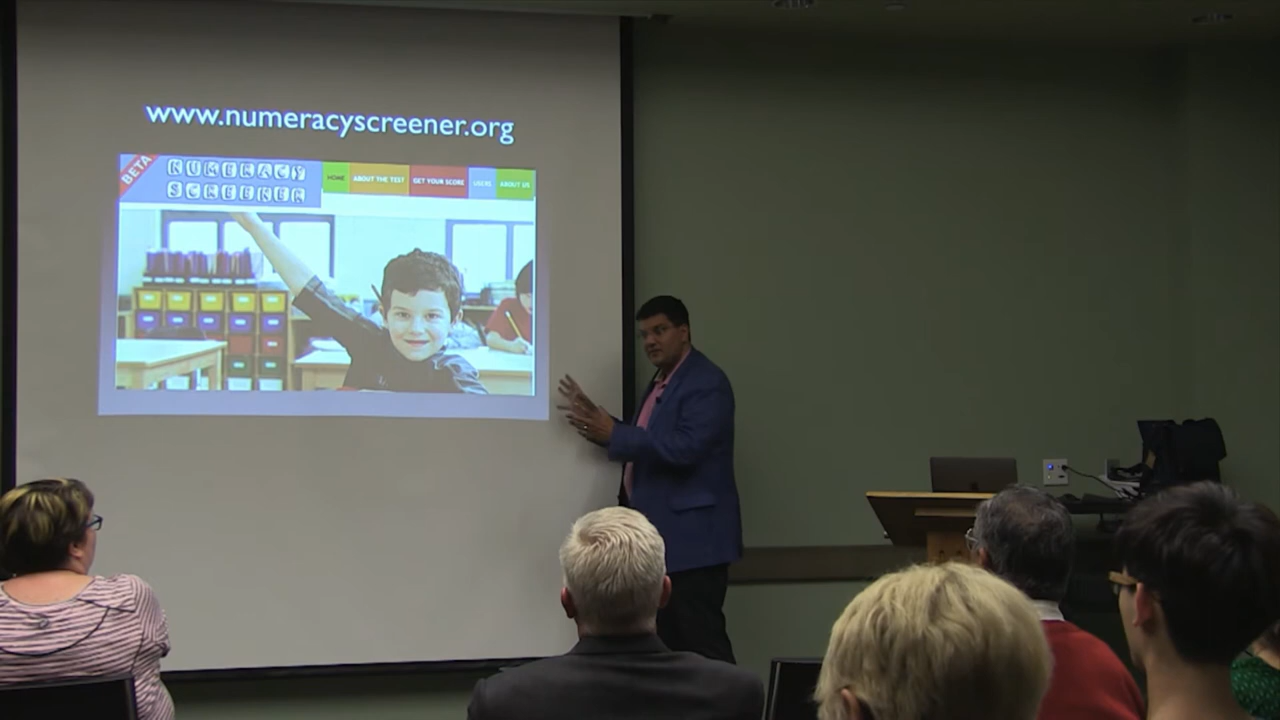 www.numeracyscreener.org
BETA
NUMERACY
SCREENER
HOME
ABOUT THE TEST
GET YOUR SCORE
USERS
ABOUT US